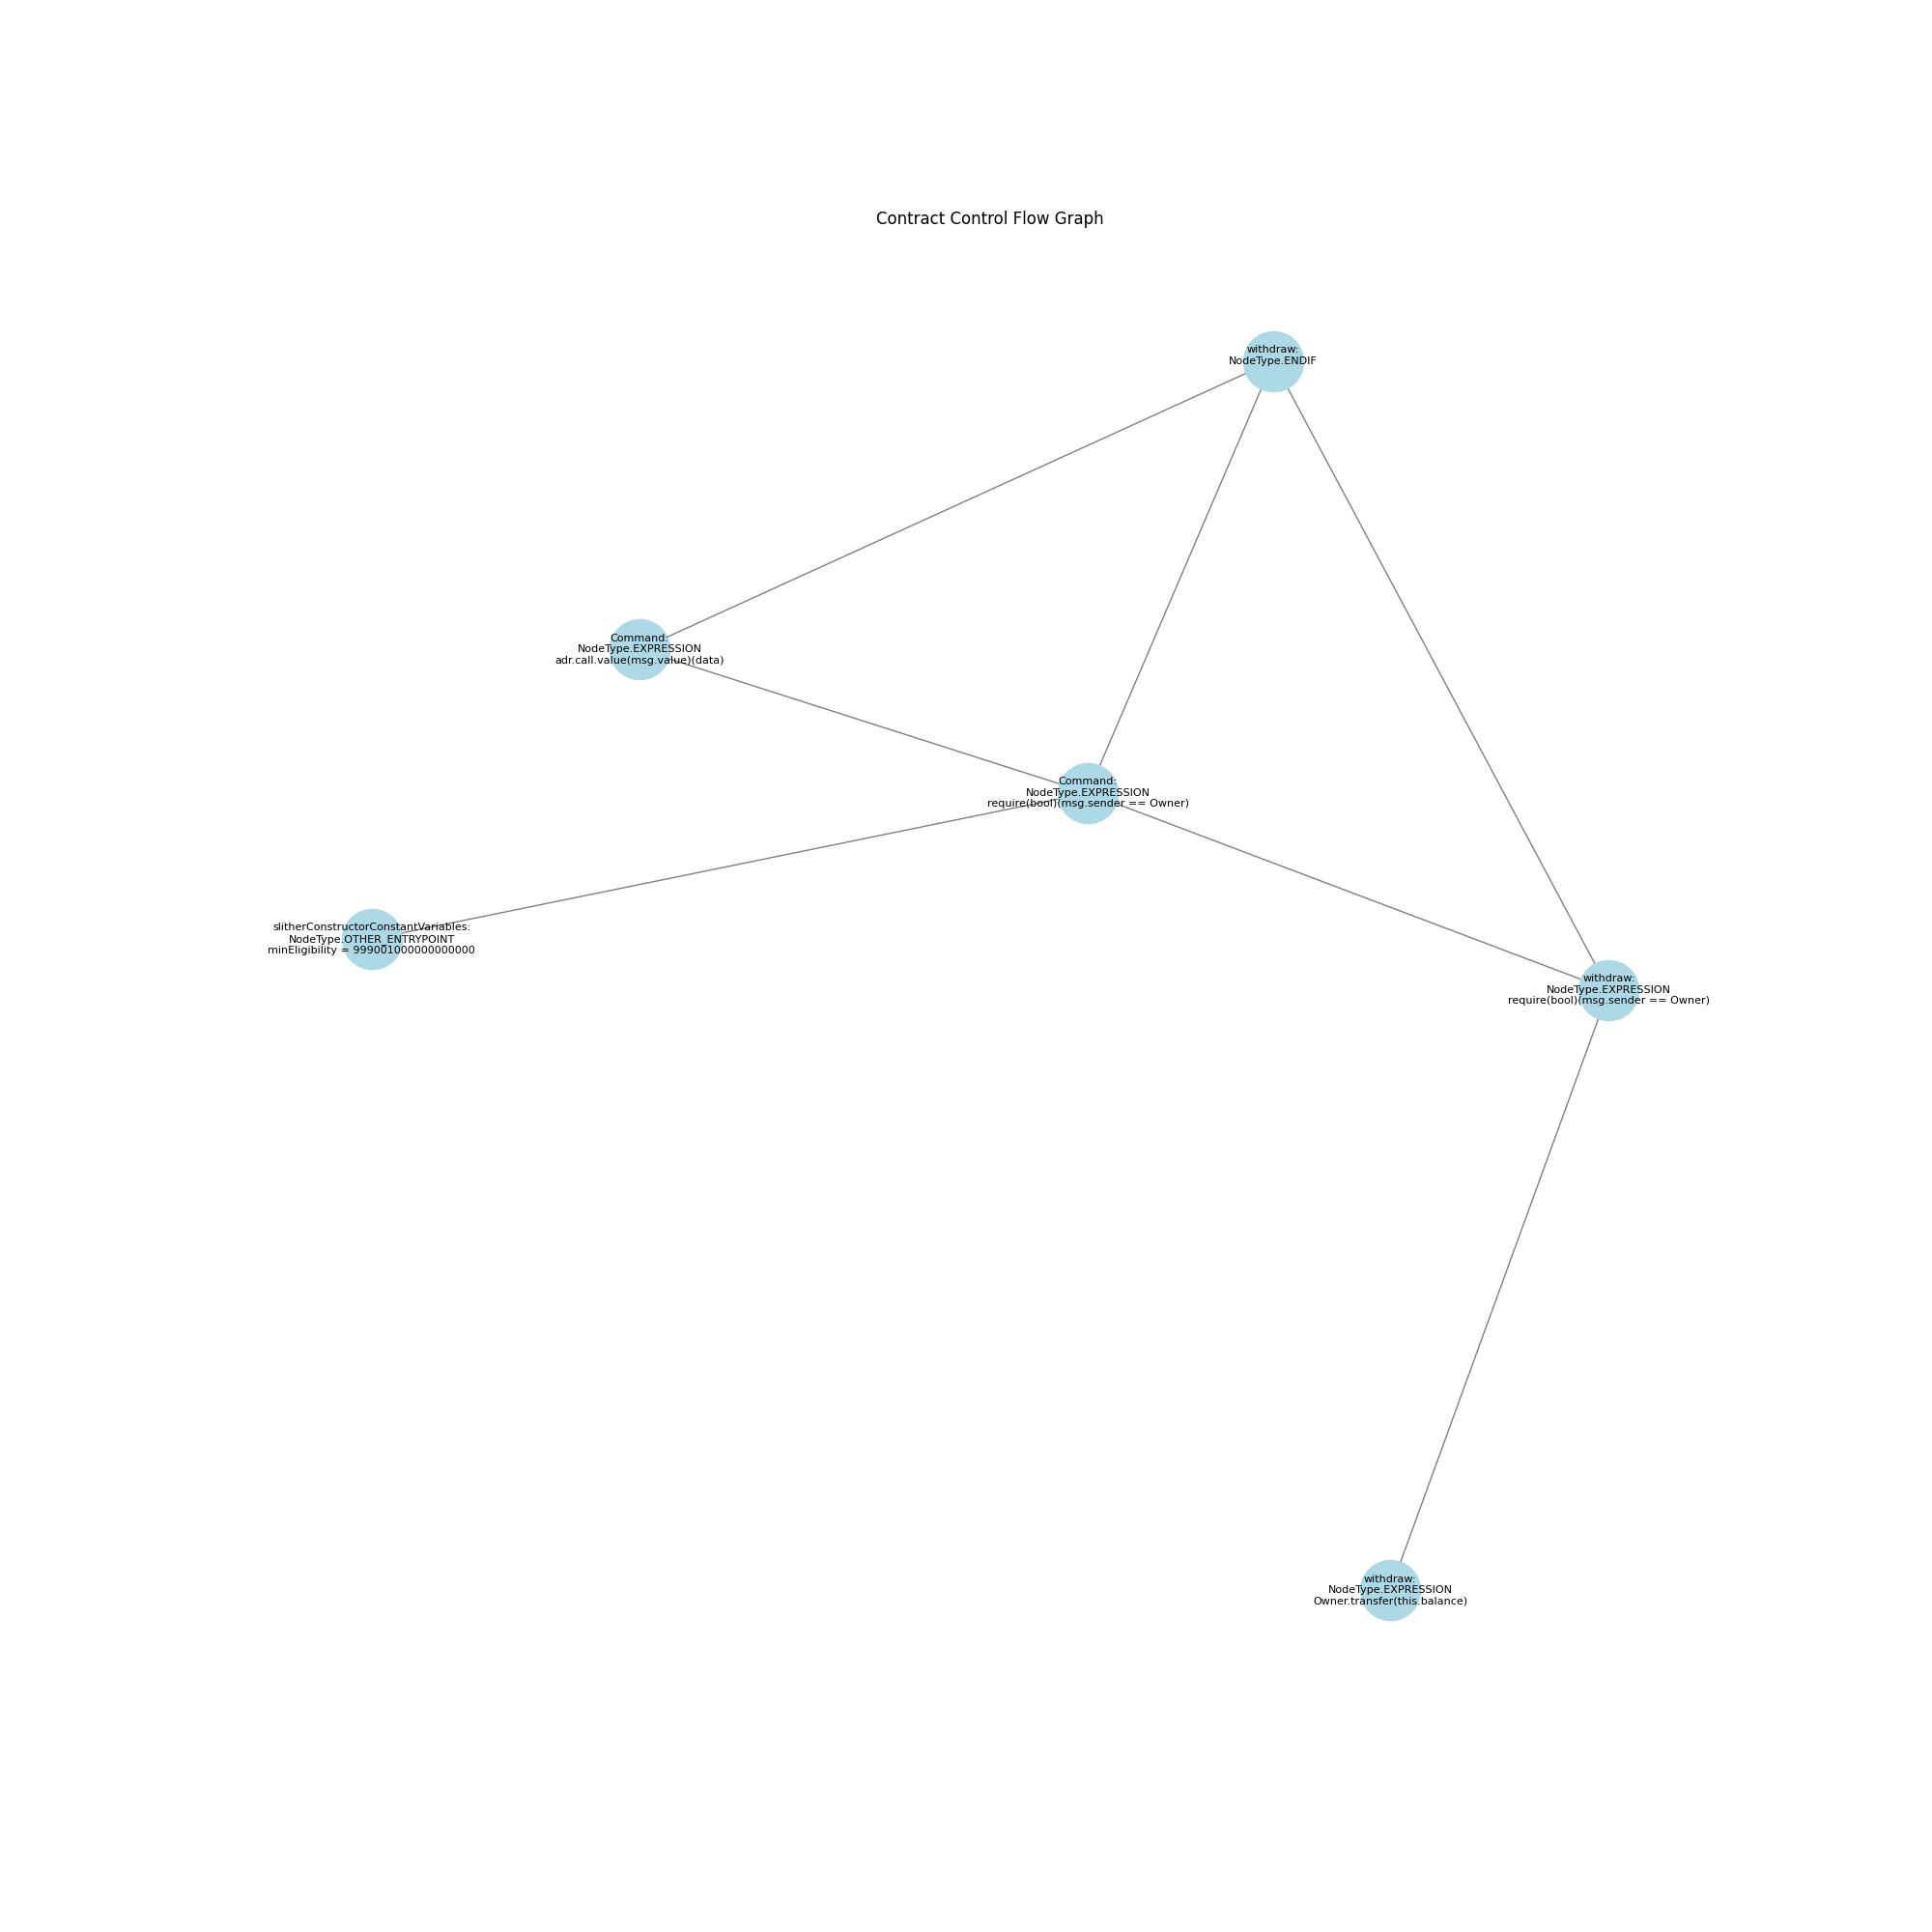 Contract Control Flow Graph
withdraw:
NodeType.ENDIF
Command:
NodeType.EXPRESSION
adr.call.value(msg.value)(data)
Command:
NodeType.EXPRESSION
require(bool)(msg.sender == Owner)
slitherConstructorConstantVariables:
NodeType.OTHER_ENTRYPOINT
minEligibility = 999001000000000000
withdraw:
NodeType.EXPRESSION
require(bool)(msg.sender == Owner)
withdraw:
NodeType.EXPRESSION
Owner.transfer(this.balance)